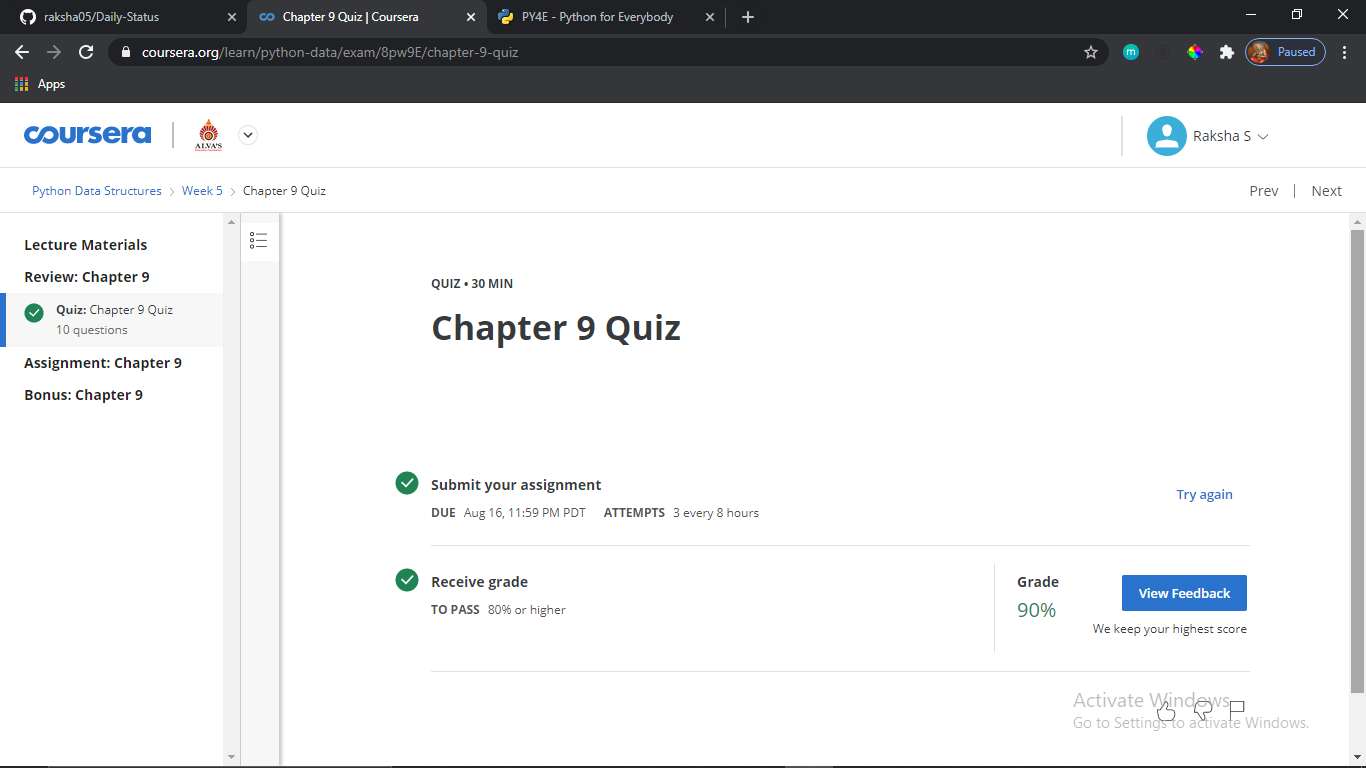 raksha05/Daily-Status
Chapter 9 Quiz | Coursera
PY4E - Python for Everybody
coursera.org/learn/python-data/exam/8pw9E/chapter-9-quiz
m
Paused
Apps
coursera
ALVA'S
Raksha S
Python Data Structures > Week 5 > Chapter 9 Quiz
Prev | Next
Lecture Materials
Review: Chapter 9
Quiz: Chapter 9 Quiz
10 questions
Assignment: Chapter 9
Bonus: Chapter 9
QUIZ • 30 MIN
Chapter 9 Quiz
Submit your assignment
DUE Aug 16, 11:59 PM PDT ATTEMPTS 3 every 8 hours
Try again
Receive grade
TO PASS 80% or higher
Grade
90%
View Feedback
We keep your highest score
Activate Windows
Go to Settings to activate Windows.